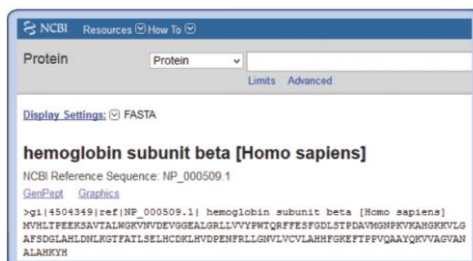 NCBI Resources How To
Protein Protein
Limits Advanced
Display Settings: FASTA
hemoglobin subunit beta [Homo sapiens]
NCBI Reference Sequence: NP_000509.1
GenPept Graphics
>gi|4504349|ref|NP_000509.1| hemoglobin subunit beta [Homo sapiens]
MVHLTPEEKSAVTALWGKVNVDEVGGEALGRLLVVYPWTQRFFESFGDLSTPDAVMGNPKVKAHGKKVLG
AFSDGLAHLDNLKGTFATLSELHCDKLHVDPENFRLLGNVLVCVLAHHFGKEFTPPVQAAYQKVVAGVAN
ALAHKYH